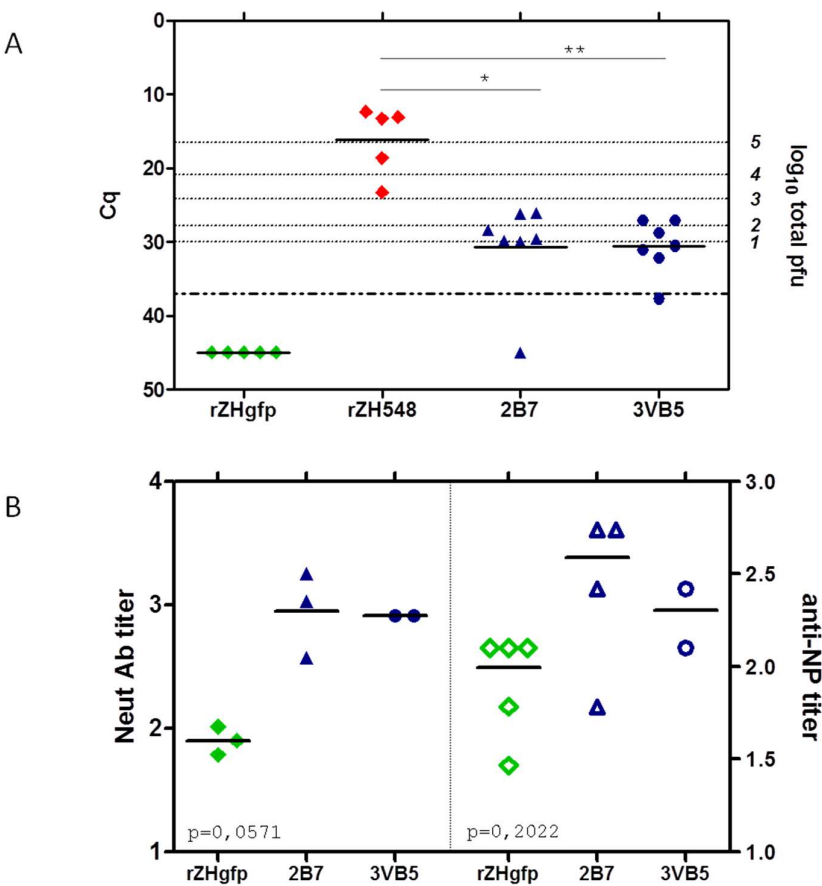 A
0
10
20
30
40
50
Cq
**
*
5
4
3
2
1
log10 total pfu
rZHgfp rZH548 2B7 3VB5
B
4
3
2
1
Neut Ab titer
3.0
2.5
2.0
1.5
1.0
anti-NP titer
p=0,0571 p=0,2022
rZHgfp 2B7 3VB5 rZHgfp 2B7 3VB5